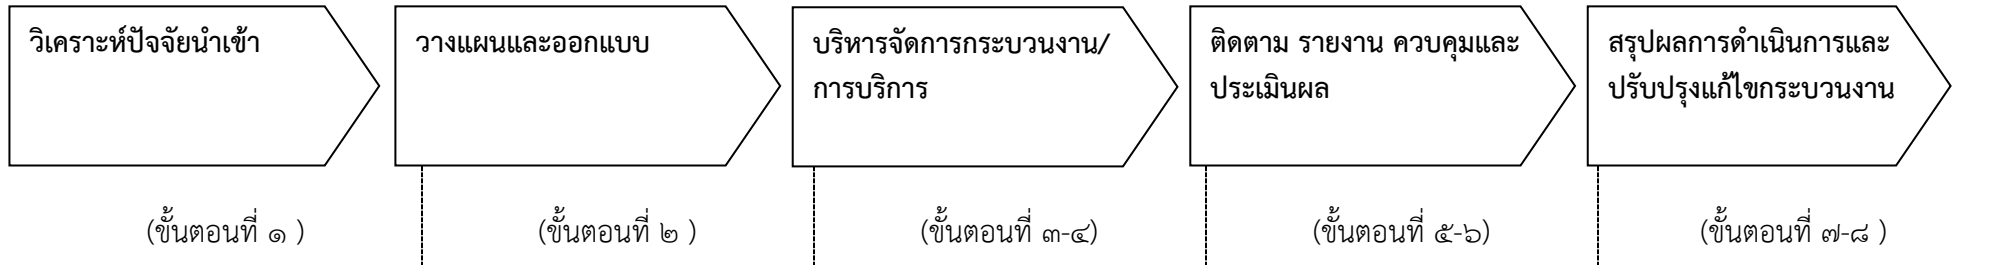 วิเคราะห์ปัจจัยนำเข้า
วางแผนและออกแบบ
บริหารจัดการกระบวนงาน/
การบริการ
ติดตาม รายงาน ควบคุมและ
ประเมินผล
สรุปผลการดำเนินการและ
ปรับปรุงแก้ไขกระบวนงาน
(ขั้นตอนที่ ๑ )
(ขั้นตอนที่ ๒ )
(ขั้นตอนที่ ๓-๔)
(ขั้นตอนที่ ๕-๖)
(ขั้นตอนที่ ๗-๘ )